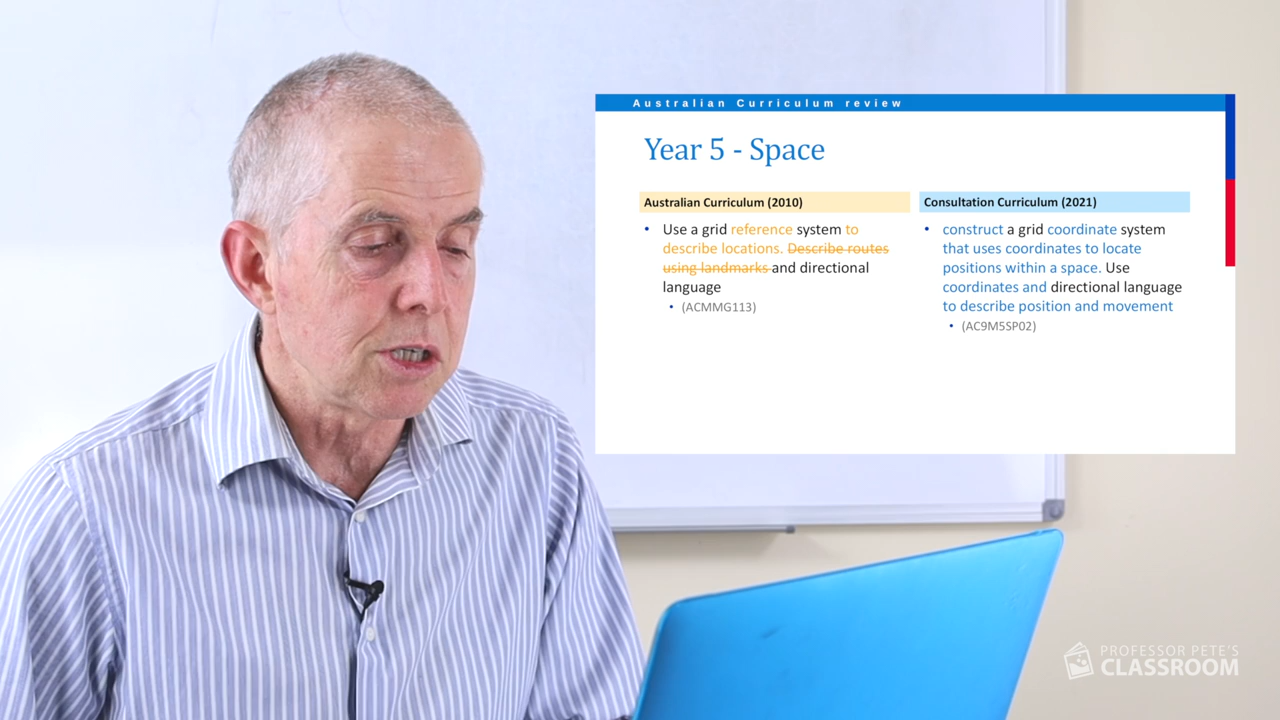 Australian Curriculum review
Year 5 - Space
Australian Curriculum (2010)
• Use a grid reference system to
describe locations. Describe routes
using landmarks and directional
language
• (ACMMG113)
Consultation Curriculum (2021)
• construct a grid coordinate system
that uses coordinates to locate
positions within a space. Use
coordinates and directional language
to describe position and movement
• (AC9M5SP02)
PROFESSOR PETE'S
CLASSROOM